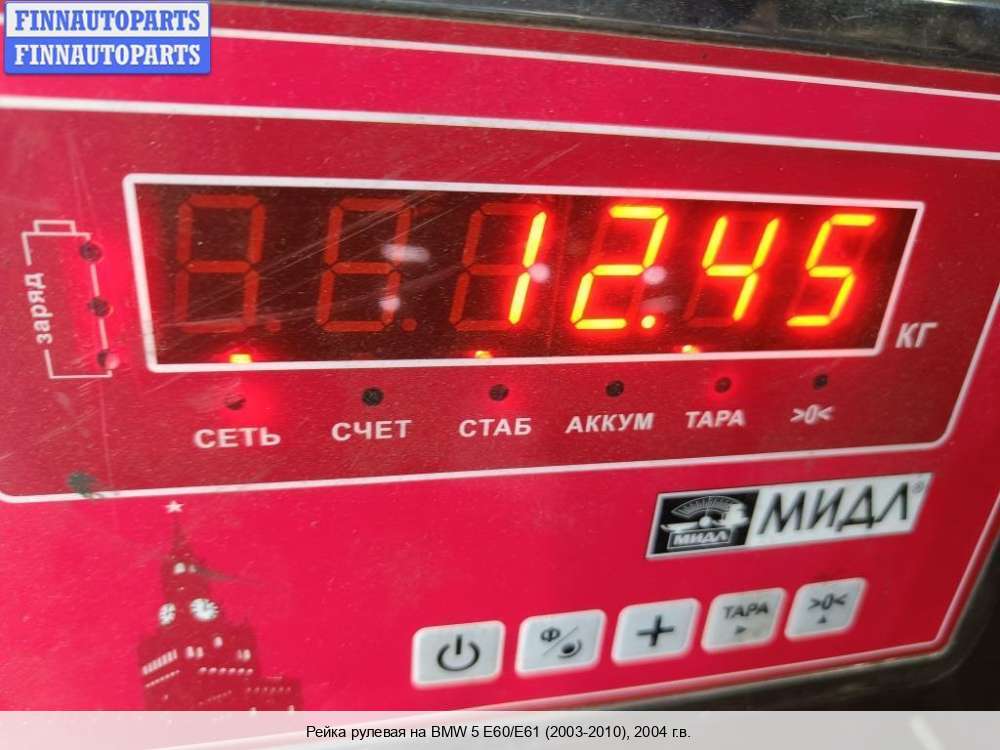 FINNAUTOPARTS
FINNAUTOPARTS
12.45
заряд
КГ
СЕТЬ СЧЕТ СТАБ АККУМ ТАРА >0<
МИДЛ МИДЛ®
Ф ТАРА >0<
Рейка рулевая на BMW 5 E60/E61 (2003-2010), 2004 г.в.